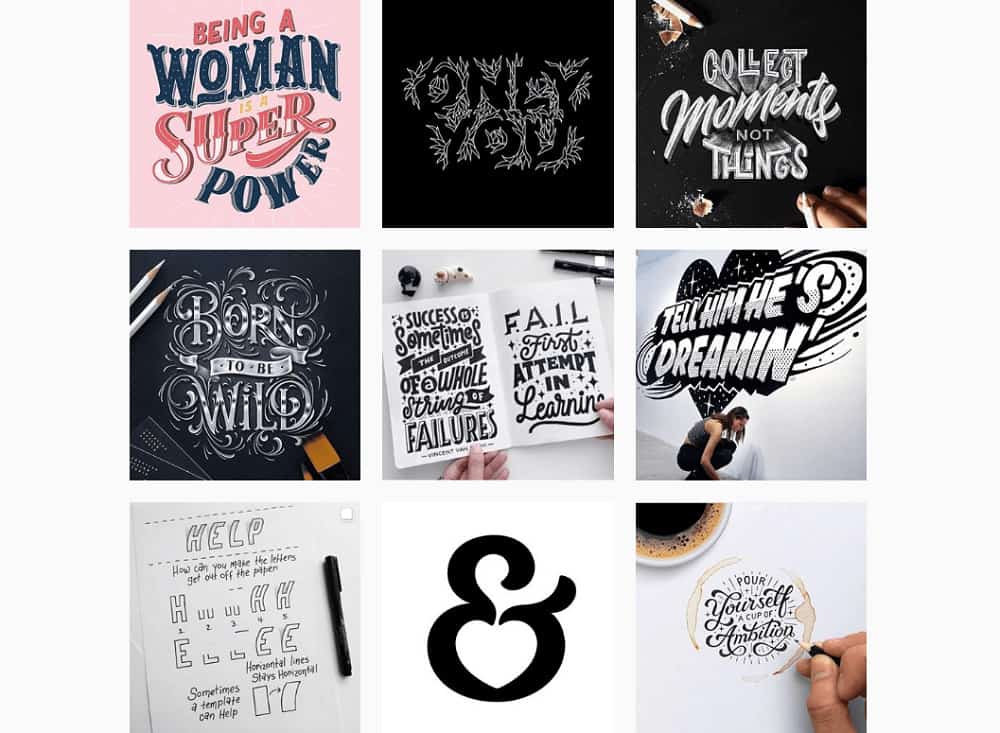 BEING A
WOMAN
IS A
SUPER
POWER
ONLY
YOU
COLLECT
Moments
NOT
THINGS
BORN
TO·BE
WILD
SUCCESS IS
Sometimes
THE OUTCOME
OF A WHOLE
String OF
FAILURES
—VINCENT VAN
F.A.I.L
First
ATTEMPT
IN
Learning
TELL HIM HE'S
DREAMIN'
HELP
How can you make the letters
get out off the paper
H H H
1 2 3 4 5
E E E
Horizontal lines
Stays Horizontal
Sometimes
a template
can Help
&
POUR
Yourself
A CUP OF
Ambition